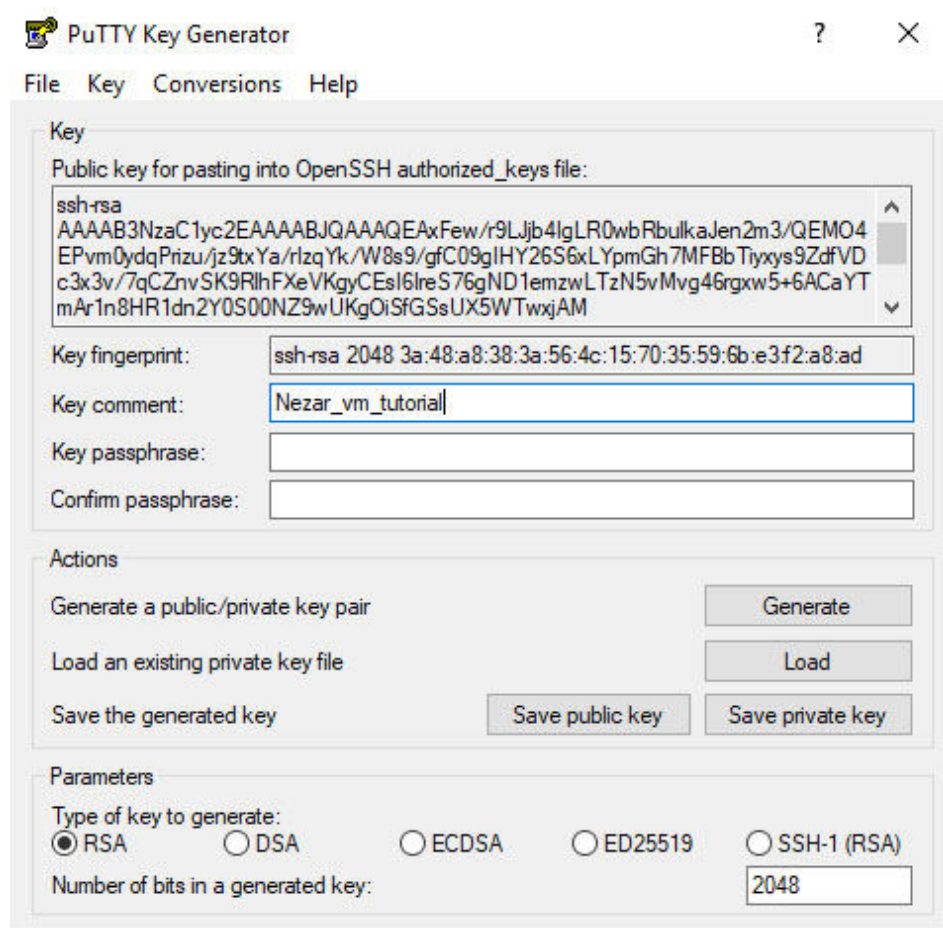 PuTTY Key Generator ? ×
File Key Conversions Help
Key
Public key for pasting into OpenSSH authorized_keys file:
ssh-rsa
AAAAB3NzaC1yc2EAAAABJQAAAQEAxFew/r9LJjb4IgLR0wbRbulkaJen2m3/QEMO4
EPvm0ydqPrizu/jz9txYa/rIzqYk/W8s9/gfC09gIHY26S6xLYpmGh7MFBbTiyxys9ZdfVD
c3x3v/7qCZnvSK9RlhFXeVKgyCEsI6IreS76gND1emzwLTzN5vMvg46rgxw5+6ACaYT
mAr1n8HR1dn2Y0S00NZ9wUKgOiSfGSsUX5WTwxjAM
Key fingerprint: ssh-rsa 2048 3a:48:a8:38:3a:56:4c:15:70:35:59:6b:e3:f2:a8:ad
Key comment: Nezar_vm_tutorial
Key passphrase:
Confirm passphrase:
Actions
Generate a public/private key pair Generate
Load an existing private key file Load
Save the generated key Save public key Save private key
Parameters
Type of key to generate:
RSA DSA ECDSA ED25519 SSH-1 (RSA)
Number of bits in a generated key: 2048